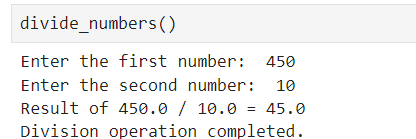 divide_numbers()
Enter the first number:  450
Enter the second number:  10
Result of 450.0 / 10.0 = 45.0
Division operation completed.